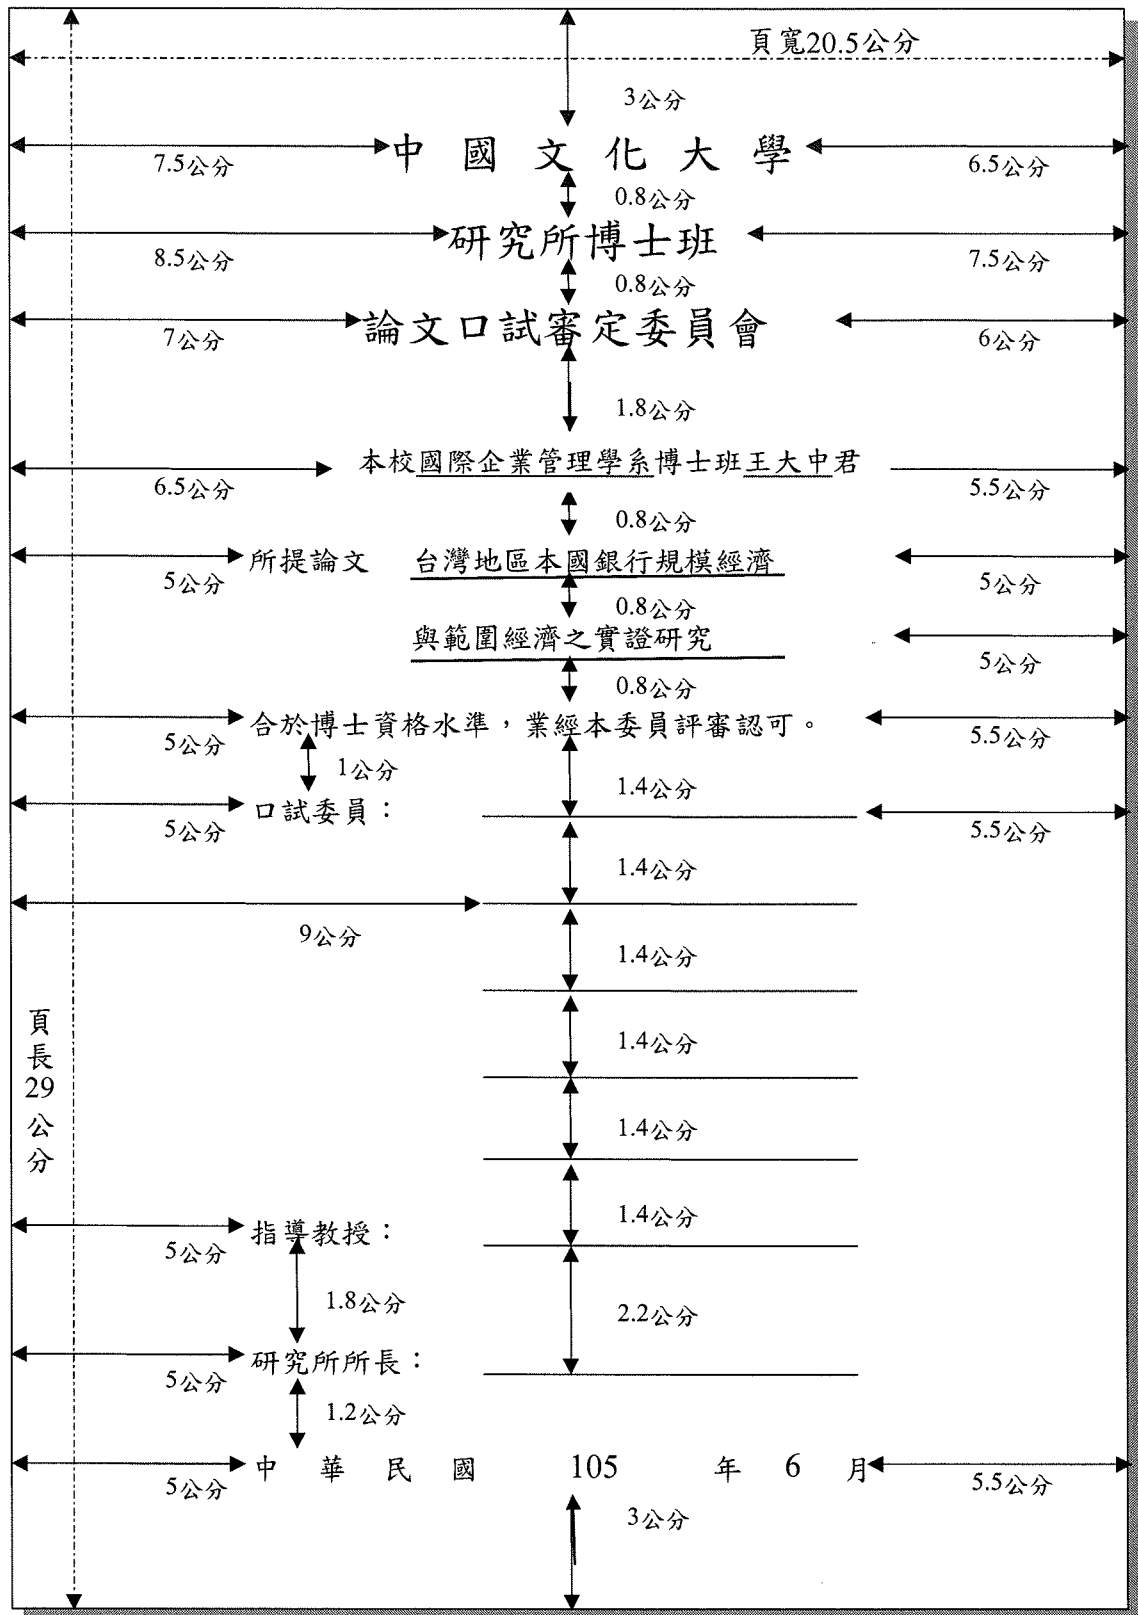 頁寬20.5公分
3公分
中國文化大學
7.5公分 6.5公分
0.8公分
研究所博士班
8.5公分 7.5公分
0.8公分
論文口試審定委員會
7公分 6公分
1.8公分
本校國際企業管理學系博士班王大中君
6.5公分 5.5公分
0.8公分
所提論文 台灣地區本國銀行規模經濟
5公分 5公分
0.8公分
與範圍經濟之實證研究
5公分
0.8公分
合於博士資格水準,業經本委員評審認可。
5公分 5.5公分
1公分 1.4公分
口試委員:
5公分 5.5公分
1.4公分
9公分
1.4公分
頁長29公分
1.4公分
1.4公分
1.4公分
指導教授:
5公分
1.8公分 2.2公分
研究所所長:
5公分
1.2公分
中華民國 105 年 6 月
5公分 5.5公分
3公分